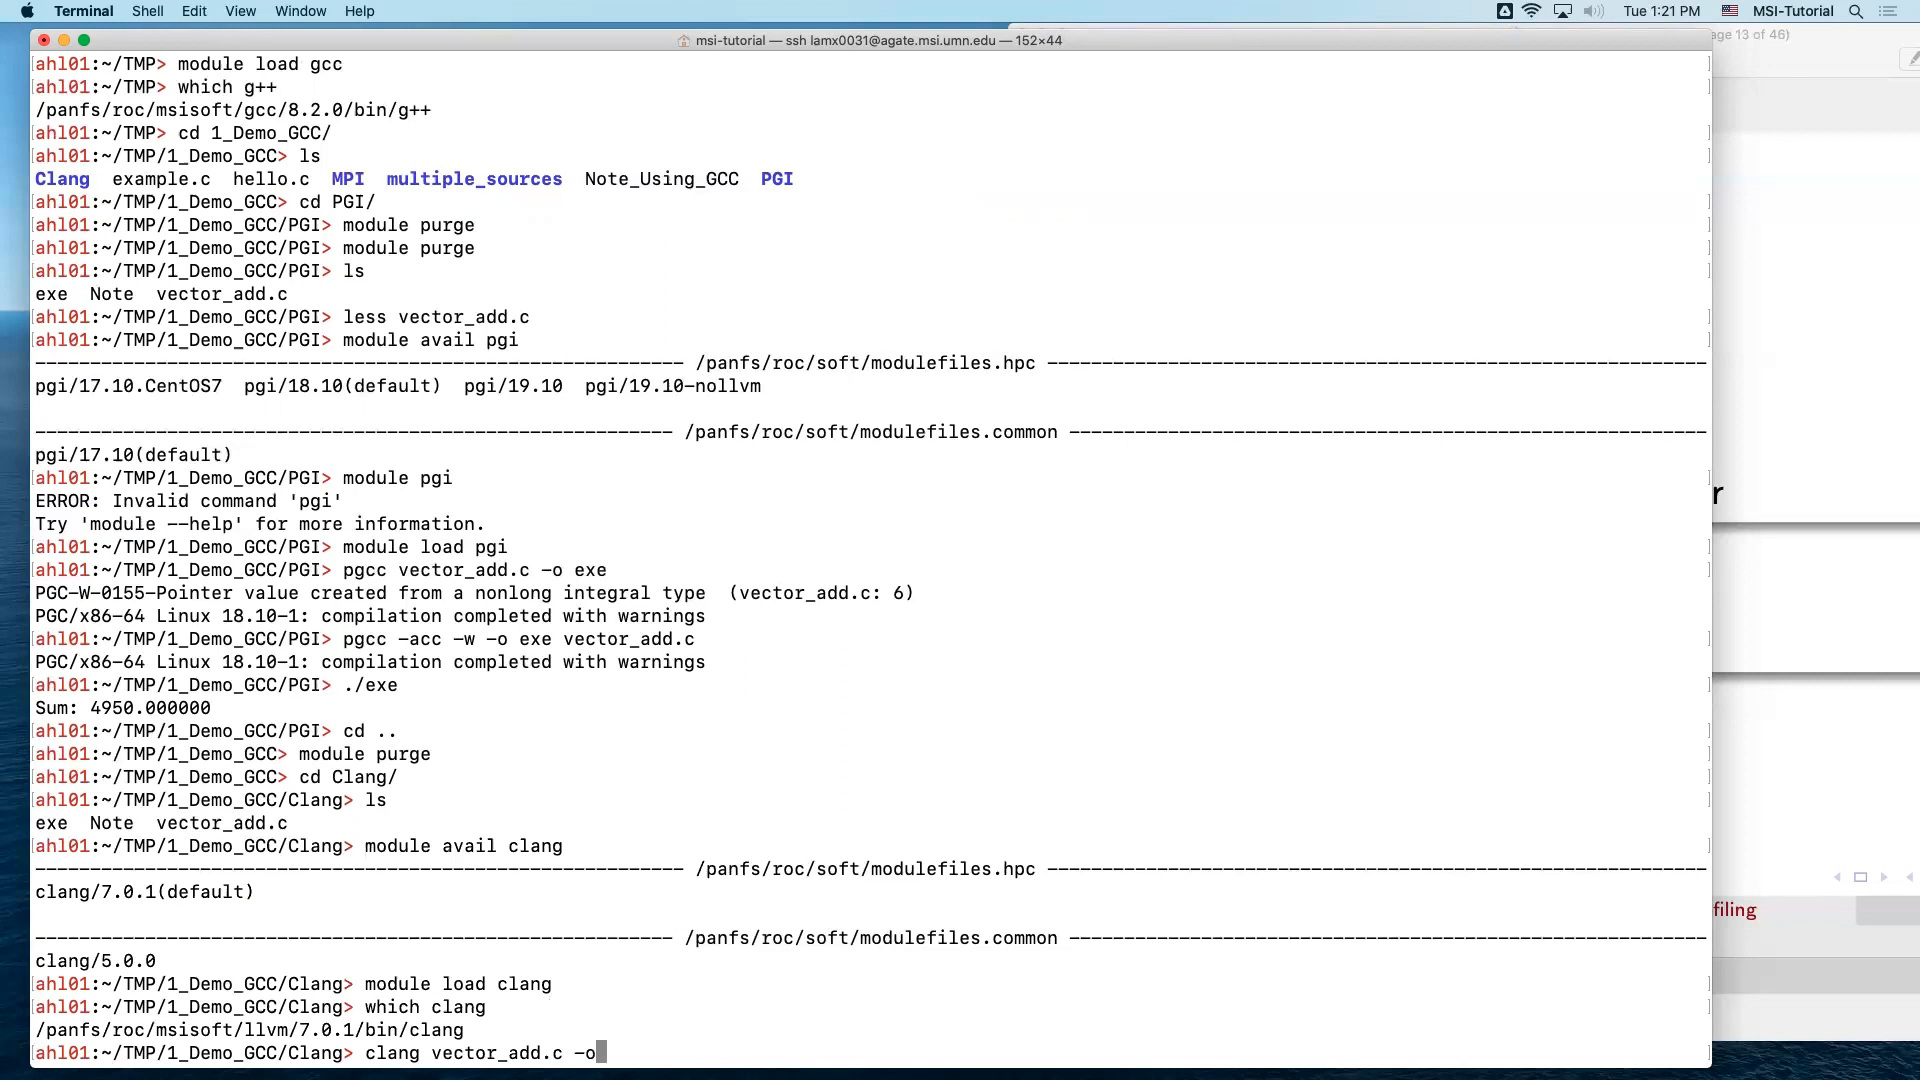 Terminal Shell Edit View Window Help Tue 1:21 PM MSI-Tutorial
msi-tutorial — ssh lamx0031@agate.msi.umn.edu — 152×44
age 13 of 46)
ahl01:~/TMP> module load gcc
ahl01:~/TMP> which g++
/panfs/roc/msisoft/gcc/8.2.0/bin/g++
ahl01:~/TMP> cd 1_Demo_GCC/
ahl01:~/TMP/1_Demo_GCC> ls
Clang example.c hello.c MPI multiple_sources Note_Using_GCC PGI
ahl01:~/TMP/1_Demo_GCC> cd PGI/
ahl01:~/TMP/1_Demo_GCC/PGI> module purge
ahl01:~/TMP/1_Demo_GCC/PGI> module purge
ahl01:~/TMP/1_Demo_GCC/PGI> ls
exe Note vector_add.c
ahl01:~/TMP/1_Demo_GCC/PGI> less vector_add.c
ahl01:~/TMP/1_Demo_GCC/PGI> module avail pgi
----------------------------------------------------------- /panfs/roc/soft/modulefiles.hpc ------------------------------------------------------------
pgi/17.10.CentOS7 pgi/18.10(default) pgi/19.10 pgi/19.10-nollvm
---------------------------------------------------------- /panfs/roc/soft/modulefiles.common ----------------------------------------------------------
pgi/17.10(default)
ahl01:~/TMP/1_Demo_GCC/PGI> module pgi
r
ERROR: Invalid command 'pgi'
Try 'module --help' for more information.
ahl01:~/TMP/1_Demo_GCC/PGI> module load pgi
ahl01:~/TMP/1_Demo_GCC/PGI> pgcc vector_add.c -o exe
PGC-W-0155-Pointer value created from a nonlong integral type (vector_add.c: 6)
PGC/x86-64 Linux 18.10-1: compilation completed with warnings
ahl01:~/TMP/1_Demo_GCC/PGI> pgcc -acc -w -o exe vector_add.c
PGC/x86-64 Linux 18.10-1: compilation completed with warnings
ahl01:~/TMP/1_Demo_GCC/PGI> ./exe
Sum: 4950.000000
ahl01:~/TMP/1_Demo_GCC/PGI> cd ..
ahl01:~/TMP/1_Demo_GCC> module purge
ahl01:~/TMP/1_Demo_GCC> cd Clang/
ahl01:~/TMP/1_Demo_GCC/Clang> ls
exe Note vector_add.c
ahl01:~/TMP/1_Demo_GCC/Clang> module avail clang
----------------------------------------------------------- /panfs/roc/soft/modulefiles.hpc ------------------------------------------------------------
clang/7.0.1(default)
filing
---------------------------------------------------------- /panfs/roc/soft/modulefiles.common ----------------------------------------------------------
clang/5.0.0
ahl01:~/TMP/1_Demo_GCC/Clang> module load clang
ahl01:~/TMP/1_Demo_GCC/Clang> which clang
/panfs/roc/msisoft/llvm/7.0.1/bin/clang
ahl01:~/TMP/1_Demo_GCC/Clang> clang vector_add.c -o